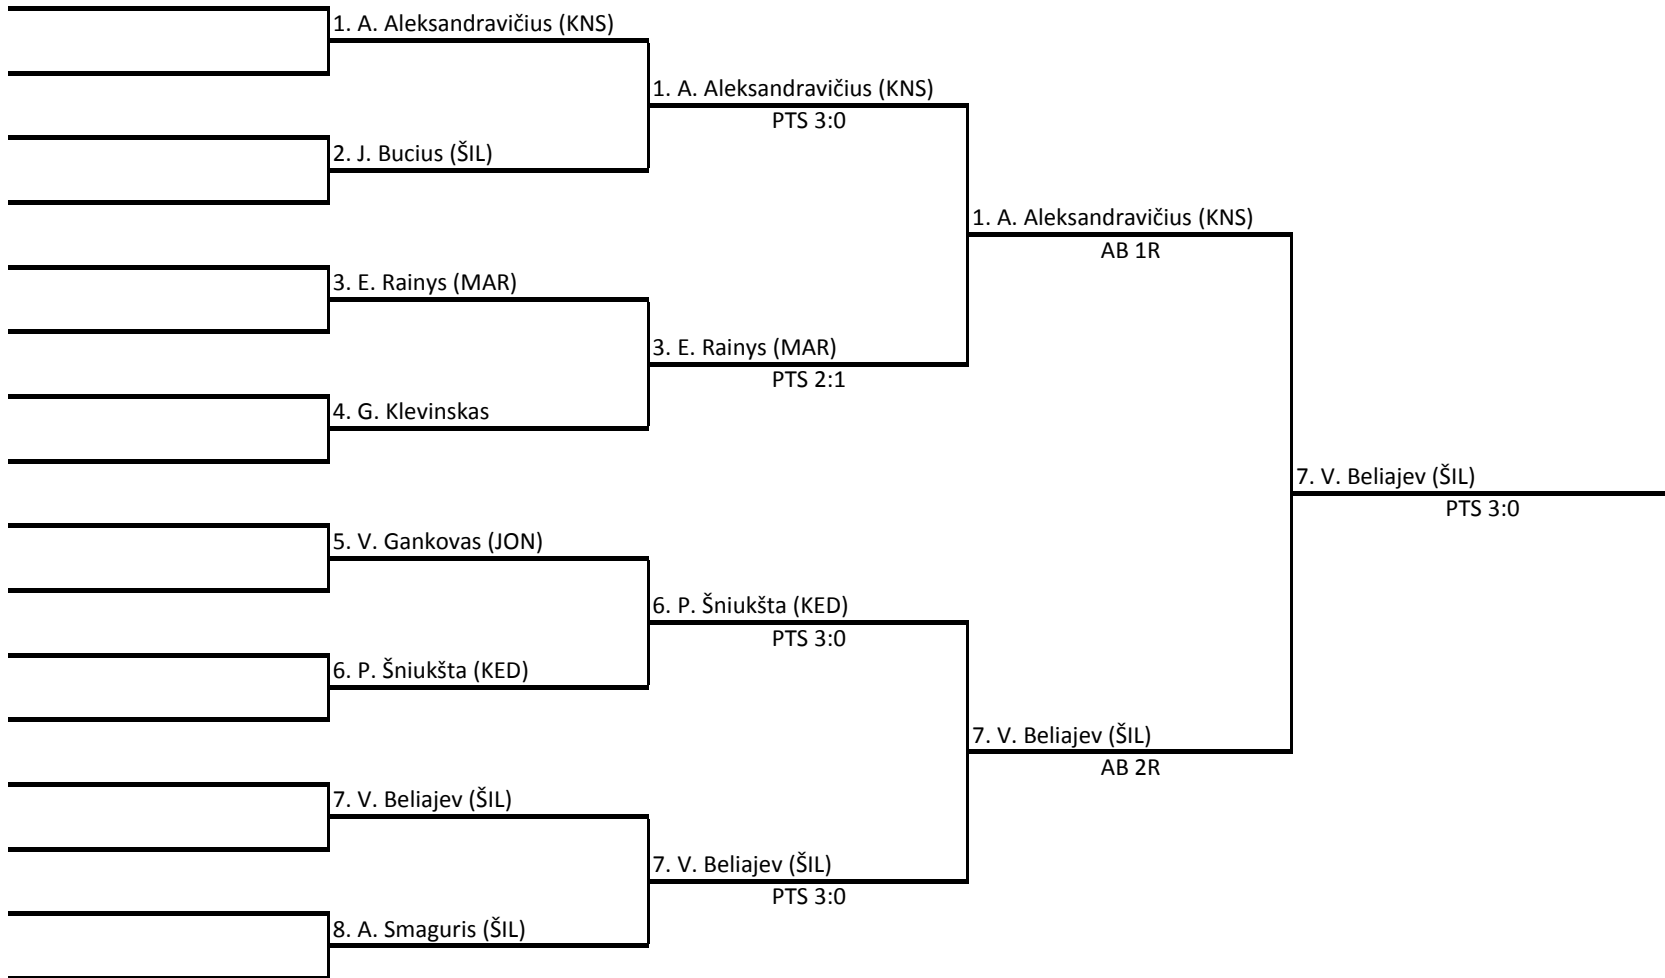 1. A. Aleksandravičius (KNS)
1. A. Aleksandravičius (KNS)
PTS 3:0
2. J. Bucius (ŠIL)
1. A. Aleksandravičius (KNS)
AB 1R
3. E. Rainys (MAR)
3. E. Rainys (MAR)
PTS 2:1
4. G. Klevinskas
7. V. Beliajev (ŠIL)
PTS 3:0
5. V. Gankovas (JON)
6. P. Šniukšta (KED)
PTS 3:0
6. P. Šniukšta (KED)
7. V. Beliajev (ŠIL)
AB 2R
7. V. Beliajev (ŠIL)
7. V. Beliajev (ŠIL)
PTS 3:0
8. A. Smaguris (ŠIL)